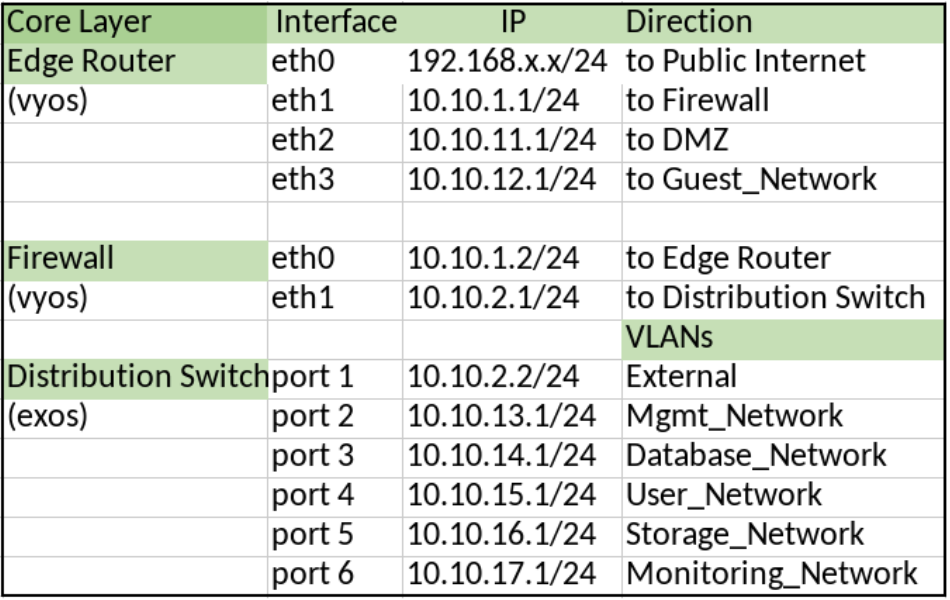 Core Layer Interface IP Direction
Edge Router eth0 192.168.x.x/24 to Public Internet
(vyos) eth1 10.10.1.1/24 to Firewall
eth2 10.10.11.1/24 to DMZ
eth3 10.10.12.1/24 to Guest_Network
Firewall eth0 10.10.1.2/24 to Edge Router
(vyos) eth1 10.10.2.1/24 to Distribution Switch
VLANs
Distribution Switch port 1 10.10.2.2/24 External
(exos) port 2 10.10.13.1/24 Mgmt_Network
port 3 10.10.14.1/24 Database_Network
port 4 10.10.15.1/24 User_Network
port 5 10.10.16.1/24 Storage_Network
port 6 10.10.17.1/24 Monitoring_Network